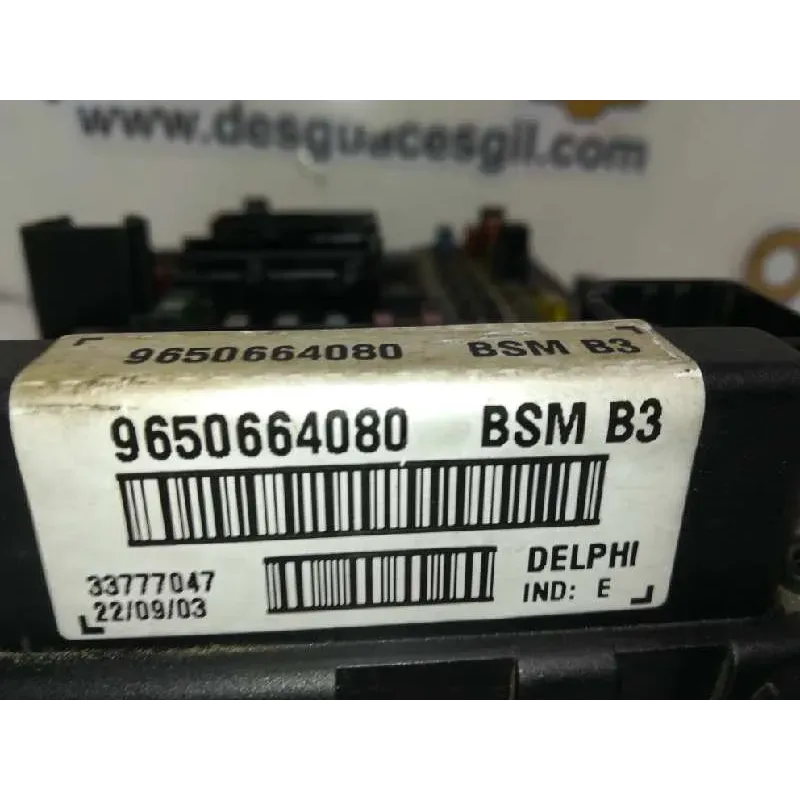 www.desguacesgil.com
9650664080 BSM B3
9650664080 BSM B3
DELPHI
33777047
22/09/03
IND: E